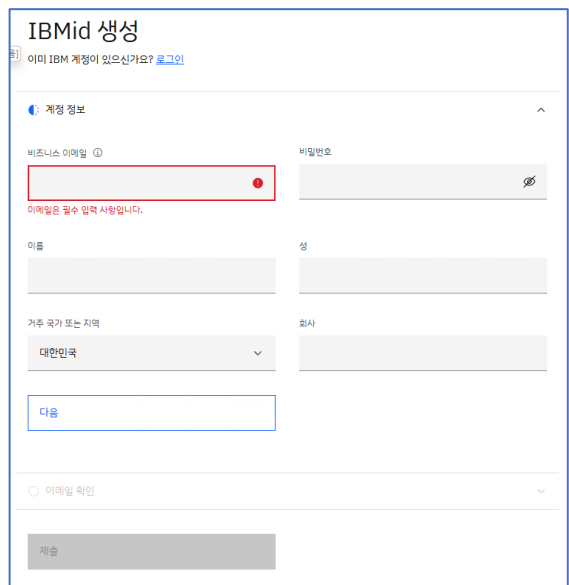 IBMid 생성
이미 IBM 계정이 있으신가요? 로그인
계정 정보
비즈니스 이메일
비밀번호
이메일은 필수 입력 사항입니다.
이름
성
거주 국가 또는 지역
회사
대한민국
다음
이메일 확인
제출